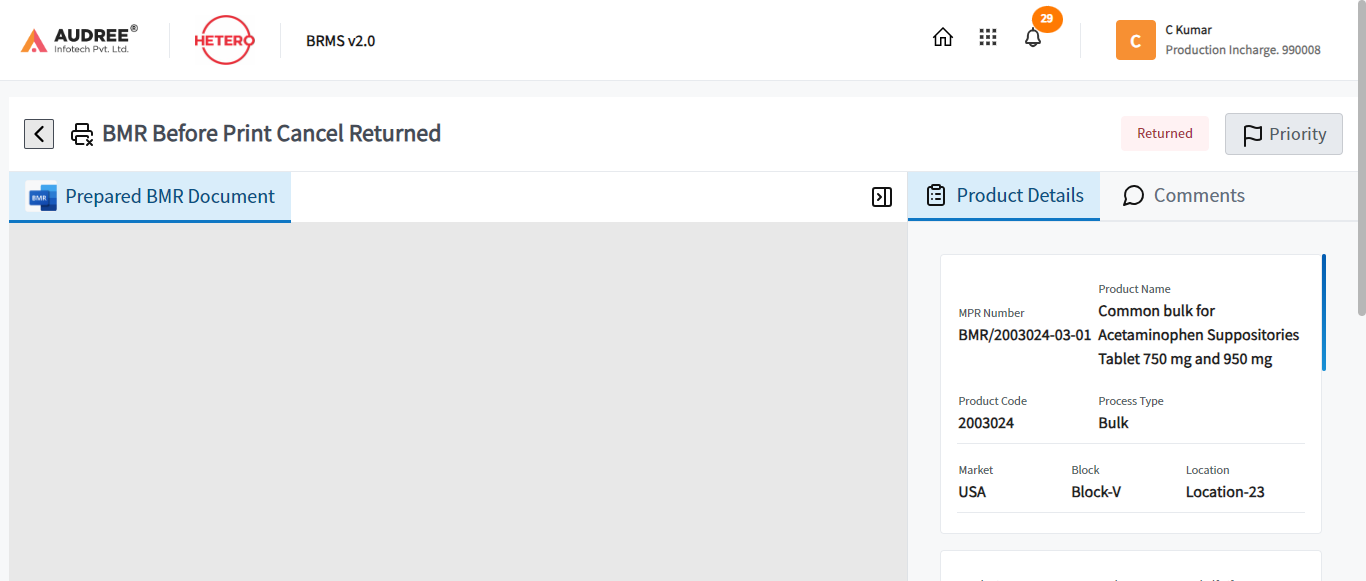 AUDREE®
Infotech Pvt. Ltd.
HETERO
BRMS v2.0
29
C
C Kumar
Production Incharge. 990008
BMR Before Print Cancel Returned
Returned
Priority
BMR
Prepared BMR Document
Product Details
Comments
MPR Number
BMR/2003024-03-01
Product Name
Common bulk for
Acetaminophen Suppositories
Tablet 750 mg and 950 mg
Product Code
2003024
Process Type
Bulk
Market
USA
Block
Block-V
Location
Location-23